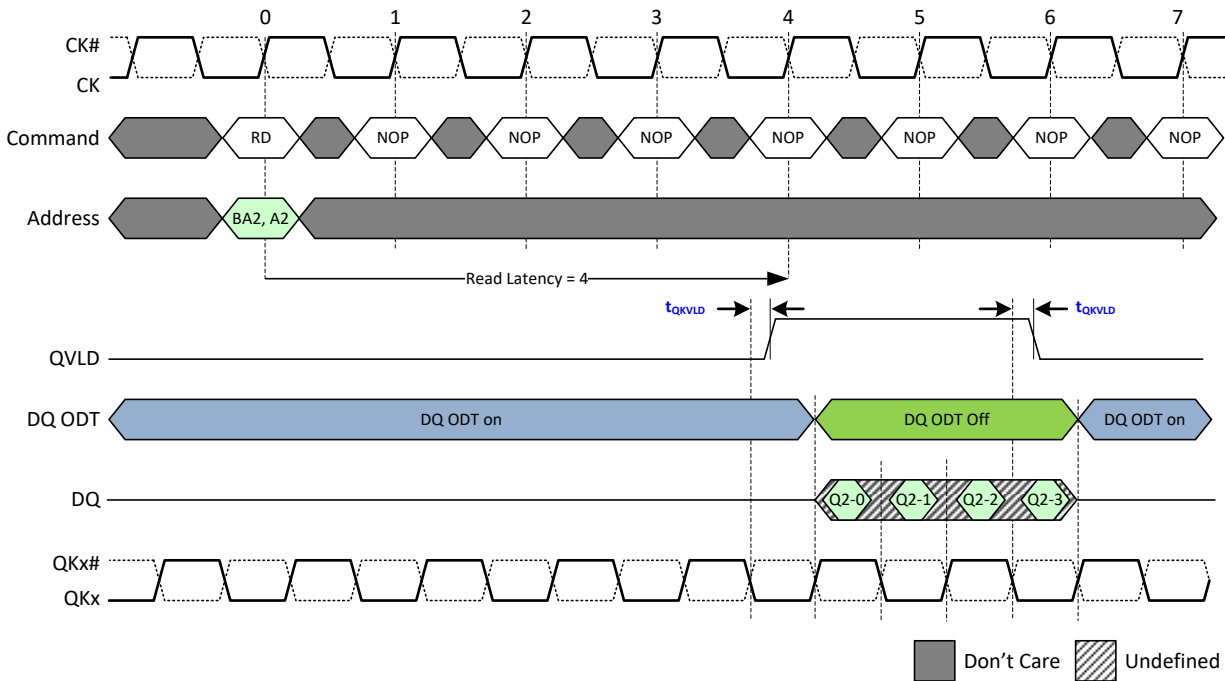 0 1 2 3 4 5 6 7
CK#
CK
Command RD NOP NOP NOP NOP NOP NOP NOP
Address BA2, A2
Read Latency = 4
tQKVLD tQKVLD
QVLD
DQ ODT DQ ODT on DQ ODT Off DQ ODT on
DQ Q2-0 Q2-1 Q2-2 Q2-3
QKx#
QKx
Don't Care Undefined